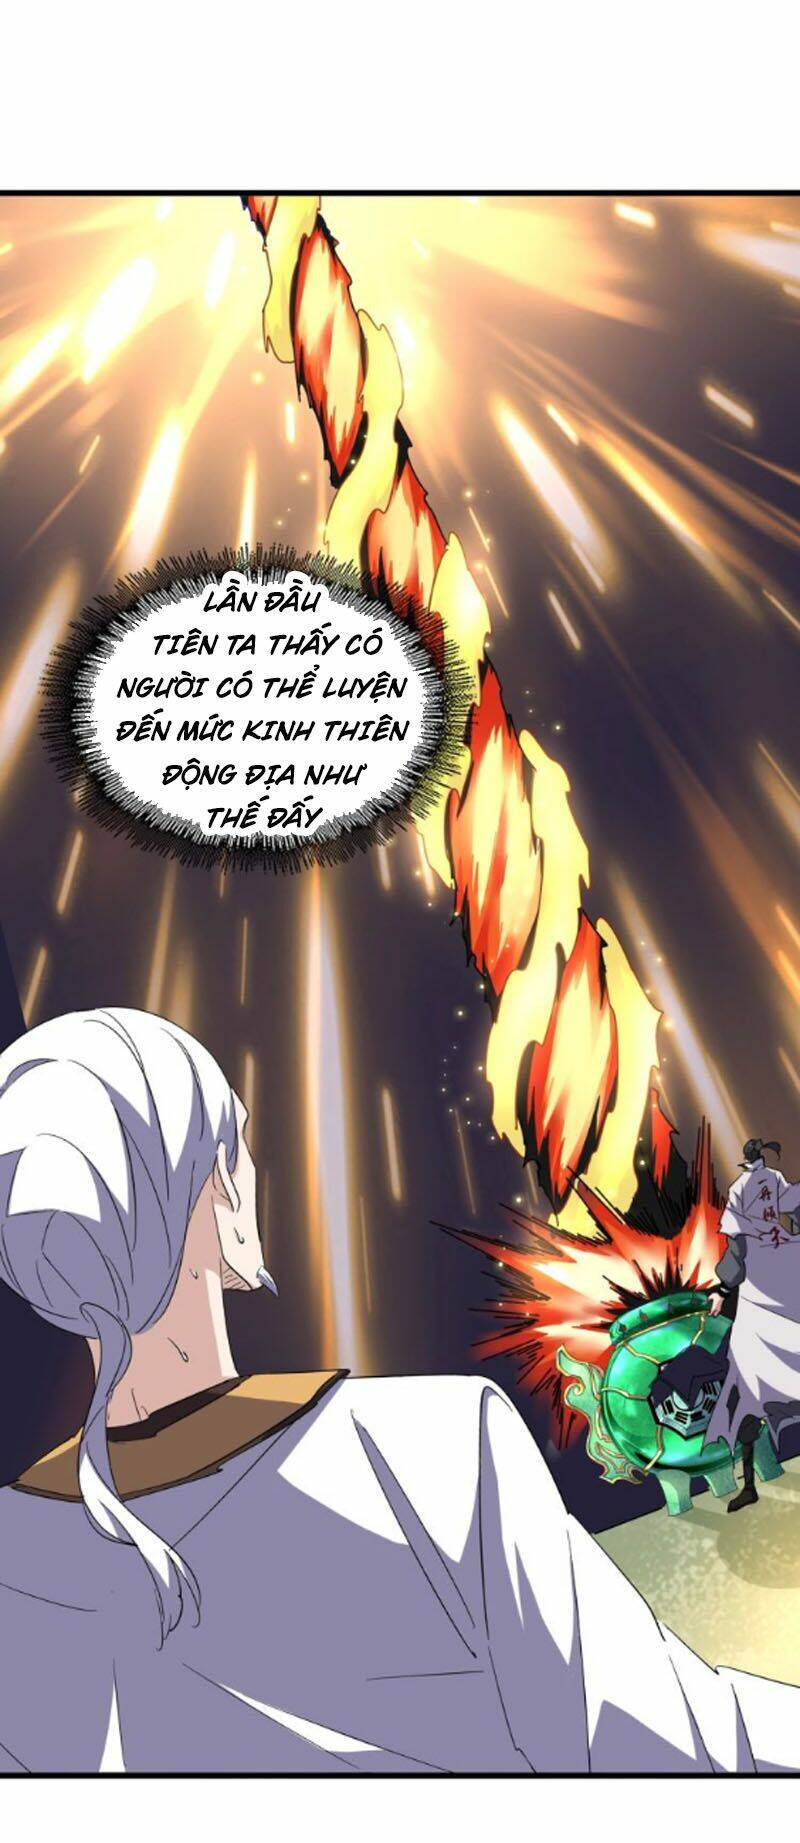 LẦN ĐẦU
TIÊN TA THẤY CÓ
NGƯỜI CÓ THỂ LUYỆN
ĐẾN MỨC KINH THIÊN
ĐỘNG ĐỊA NHƯ
THẾ ĐẤY